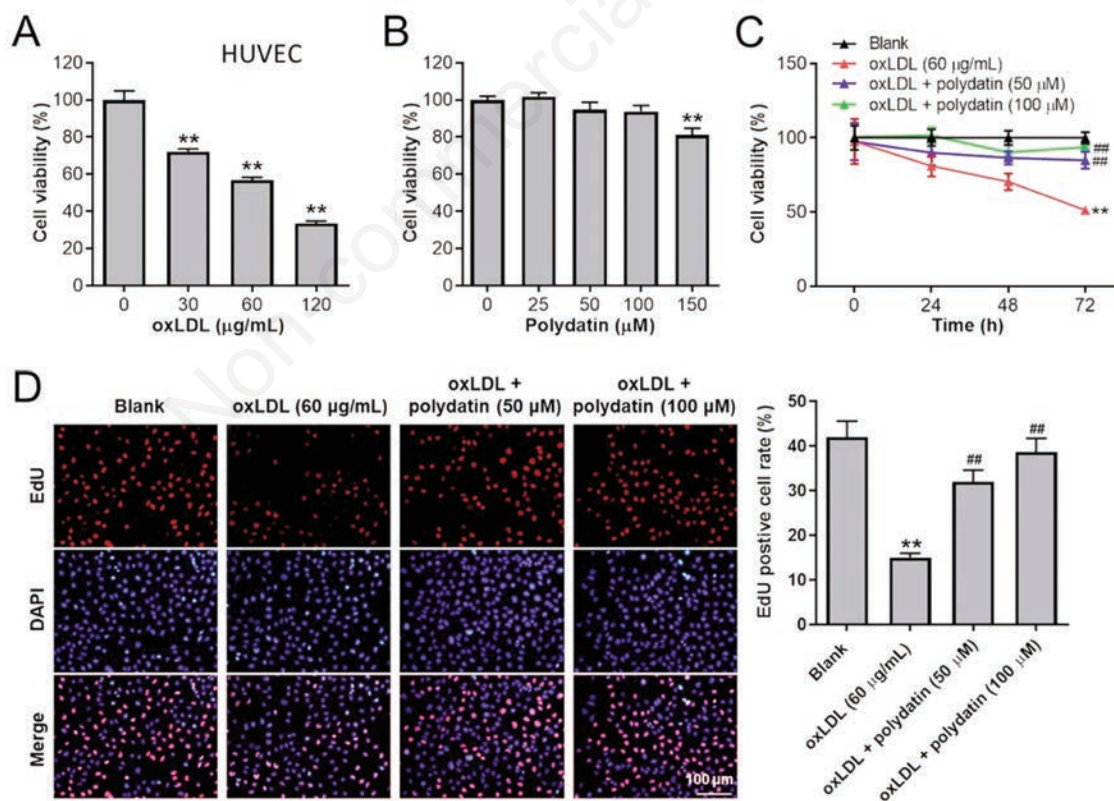 Non-commercial
A
HUVEC
Cell viability (%)
120
100
80
60
40
20
0
**
**
**
0 30 60 120
oxLDL (μg/mL)
B
Cell viability (%)
120
100
80
60
40
20
0
**
0 25 50 100 150
Polydatin (μM)
C
Blank
oxLDL (60 μg/mL)
oxLDL + polydatin (50 μM)
oxLDL + polydatin (100 μM)
Cell viability (%)
150
100
50
0
##
##
**
0 24 48 72
Time (h)
D
Blank
oxLDL (60 μg/mL)
oxLDL +
polydatin (50 μM)
oxLDL +
polydatin (100 μM)
EdU
DAPI
Merge
100 μm
EdU postive cell rate (%)
50
40
30
20
10
0
**
##
##
Blank
oxLDL (60 μg/mL)
oxLDL + polydatin (50 μM)
oxLDL + polydatin (100 μM)